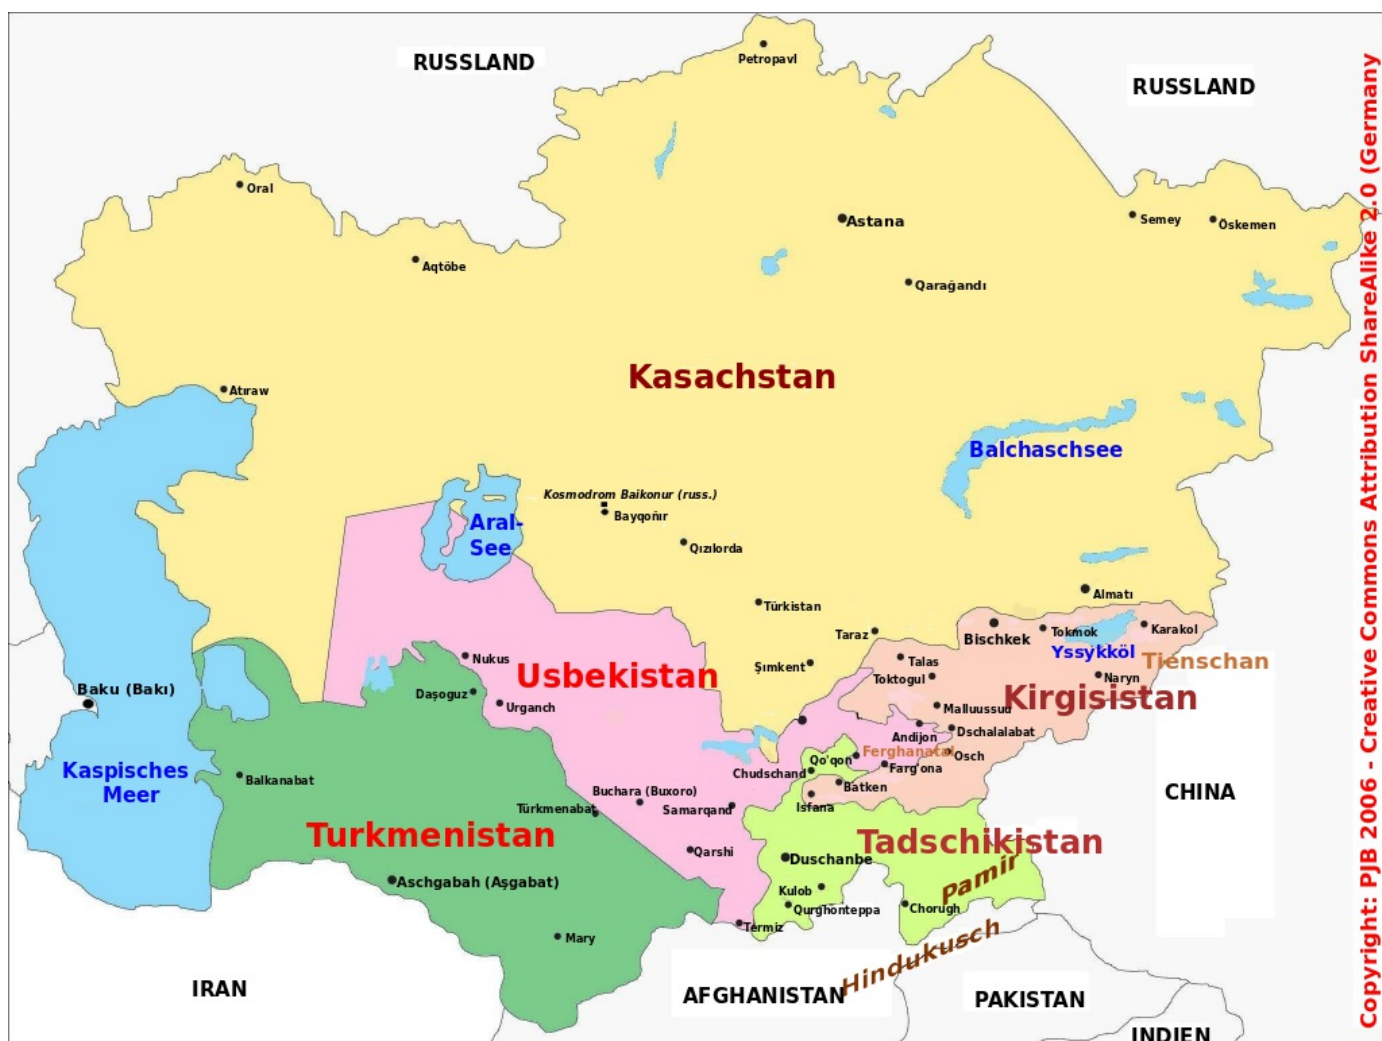 Petropavl
RUSSLAND
RUSSLAND
Oral
Astana
Semey
Öskemen
Aqtöbe
Qarağandı
Kasachstan
Atıraw
Balchaschsee
Kosmodrom Baikonur (russ.)
Bayqoñır
Aral-
See
Qızılorda
Almatı
Türkistan
Taraz
Bischkek
Tokmok
Karakol
Yssykköl
Tienschan
Nukus
Usbekistan
Şımkent
Talas
Toktogul
Naryn
Baku (Bakı)
Daşoguz
Urganch
Kirgisistan
Malluussuu
Andijon
Dschalalabat
Ferghanatal
Osch
Qo'qon
Farg'ona
Kaspisches
Meer
Balkanabat
Chudschand
Batken
Isfana
CHINA
Buchara (Buxoro)
Türkmenabat
Samarqand
Turkmenistan
Tadschikistan
Qarshi
Duschanbe
Aschgabah (Aşgabat)
Pamir
Kulob
Qurghonteppa
Chorugh
Termiz
Mary
Hindukusch
IRAN
AFGHANISTAN
PAKISTAN
INDIEN
Copyright: PJB 2006 - Creative Commons Attribution ShareAlike 2.0 (Germany